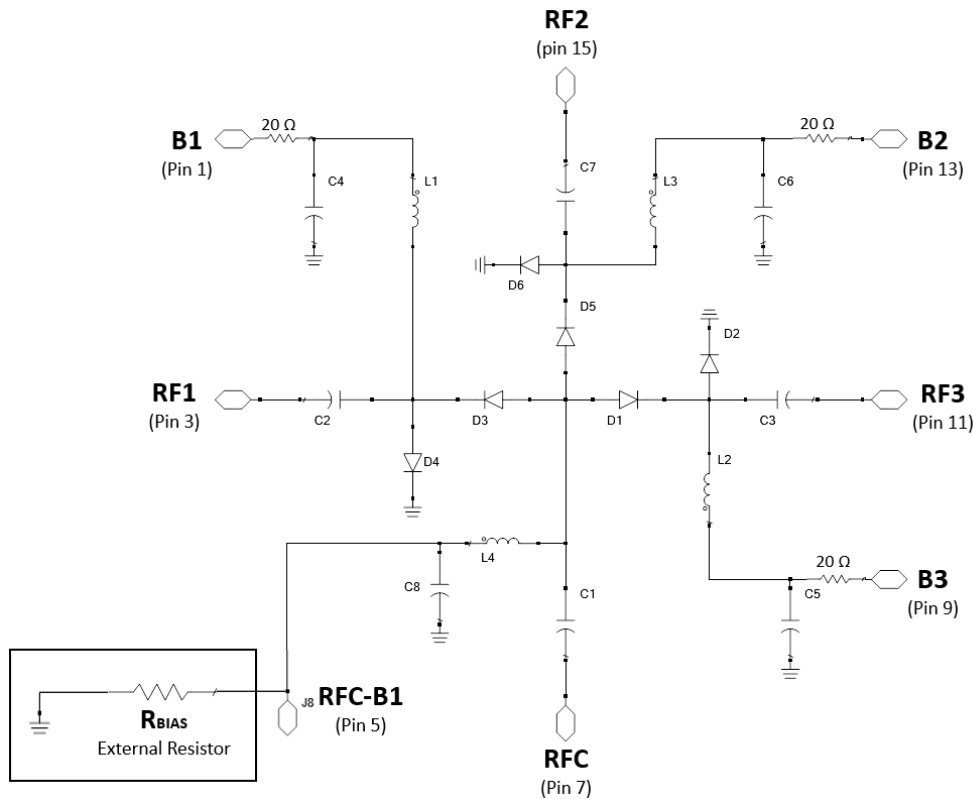 RF2
(pin 15)
B1
(Pin 1)
20 Ω
C4
L1
C7
L3
C6
20 Ω
B2
(Pin 13)
D6
D5
D2
RF1
(Pin 3)
C2
D3
D1
C3
RF3
(Pin 11)
D4
L2
L4
C8
C1
C5
20 Ω
B3
(Pin 9)
RBIAS
External Resistor
J8
RFC-B1
(Pin 5)
RFC
(Pin 7)